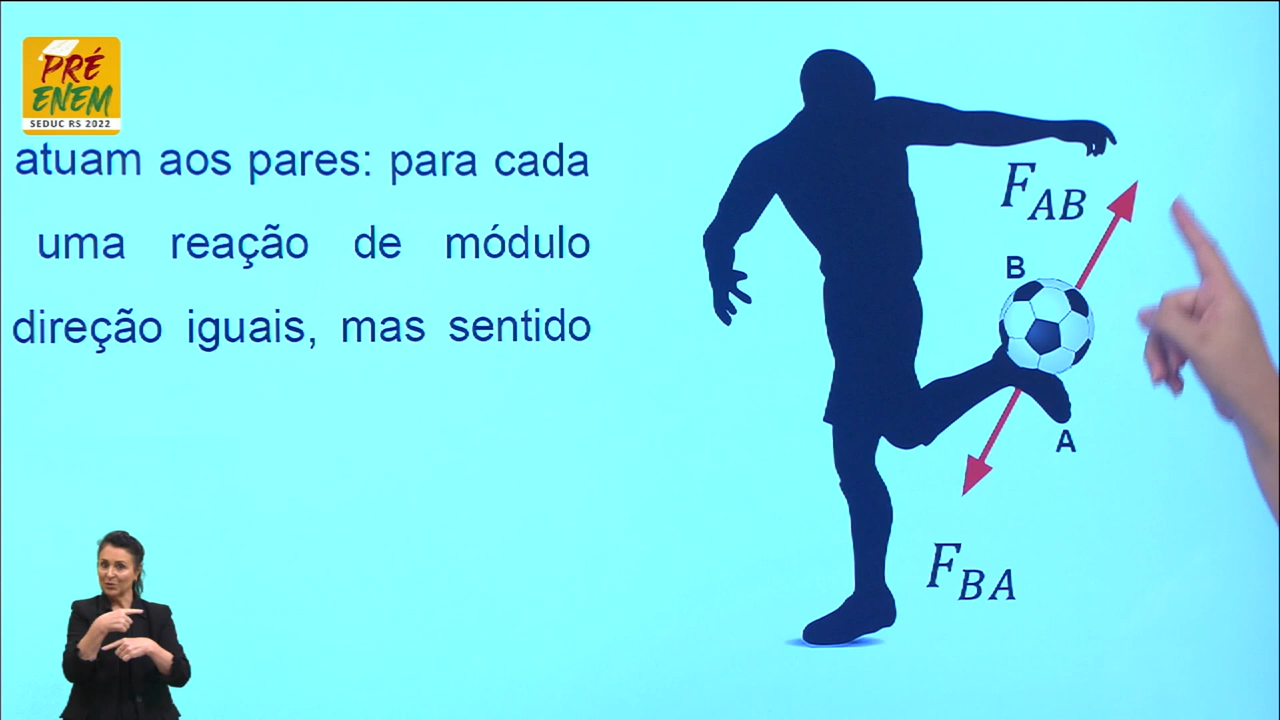 PRÉ
ENEM
SEDUC RS 2022
atuam aos pares: para cada
uma reação de módulo
direção iguais, mas sentido
F_AB
B
A
F_BA